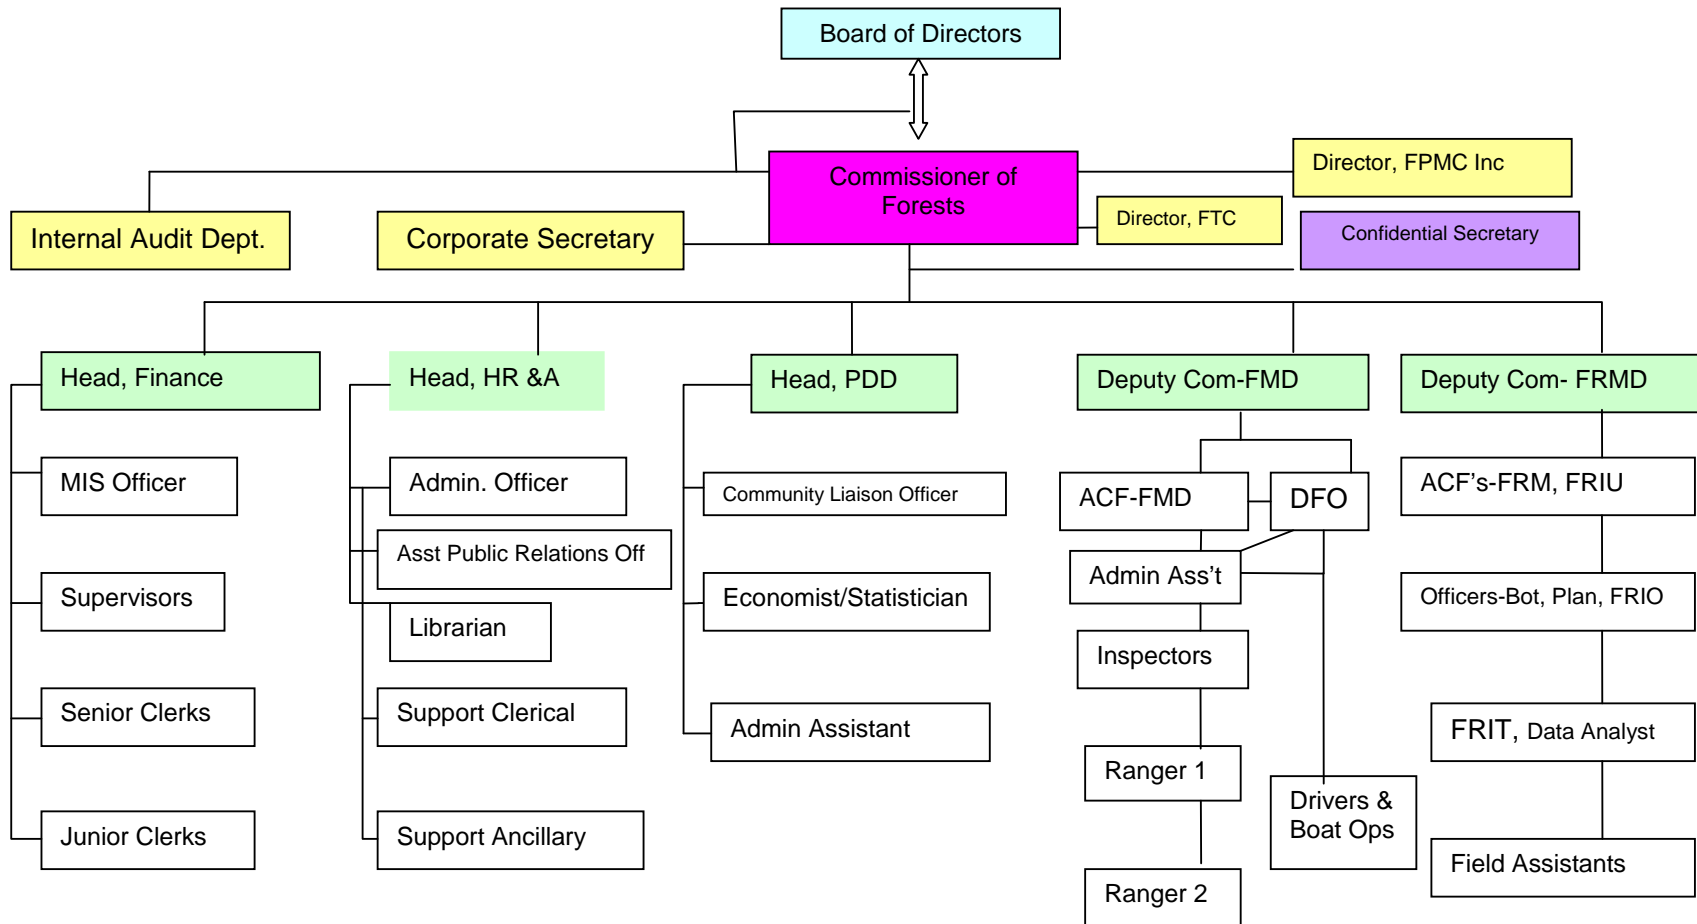 Board of Directors
Commissioner of
Forests
Director, FPMC Inc
Internal Audit Dept.
Corporate Secretary
Director, FTC
Confidential Secretary
Head, Finance
Head, HR &A
Head, PDD
Deputy Com-FMD
Deputy Com- FRMD
MIS Officer
Admin. Officer
Community Liaison Officer
ACF-FMD
DFO
ACF's-FRM, FRIU
Asst Public Relations Off
Supervisors
Librarian
Economist/Statistician
Admin Ass't
Officers-Bot, Plan, FRIO
Inspectors
Senior Clerks
Support Clerical
Admin Assistant
Ranger 1
FRIT, Data Analyst
Drivers &
Boat Ops
Junior Clerks
Support Ancillary
Ranger 2
Field Assistants